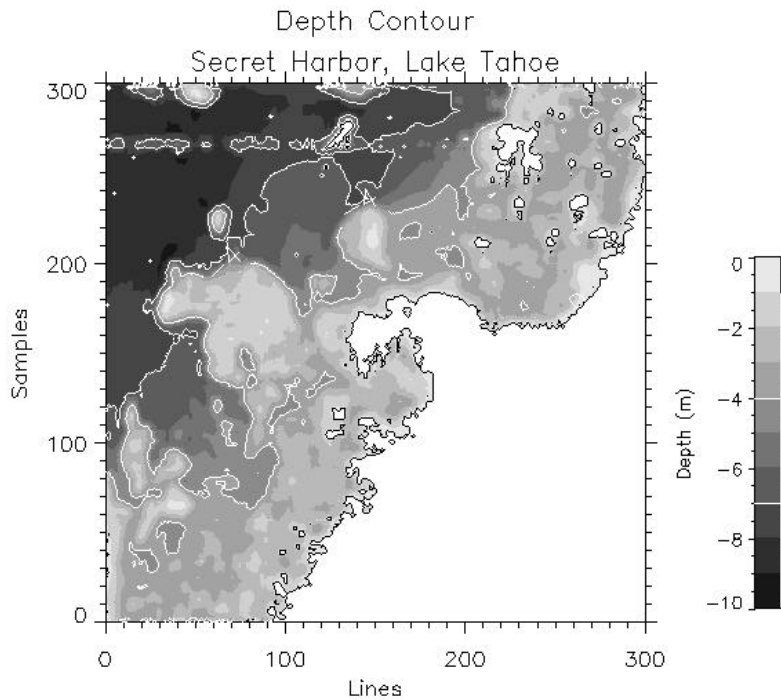 Depth Contour
Secret Harbor, Lake Tahoe
300
200
100
0
Samples
0 100 200 300
Lines
0
-2
-4
-6
-8
-10
Depth (m)